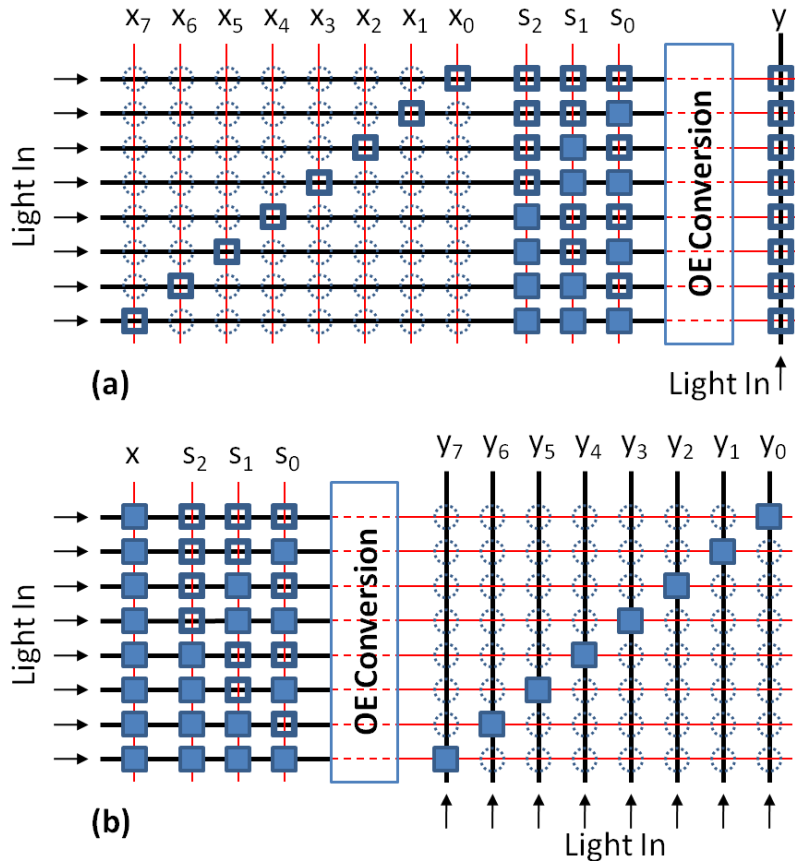 x₇ x₆ x₅ x₄ x₃ x₂ x₁ x₀ s₂ s₁ s₀ y
Light In
OE Conversion
(a)
Light In
x s₂ s₁ s₀
y₇ y₆ y₅ y₄ y₃ y₂ y₁ y₀
Light In
OE Conversion
(b)
Light In